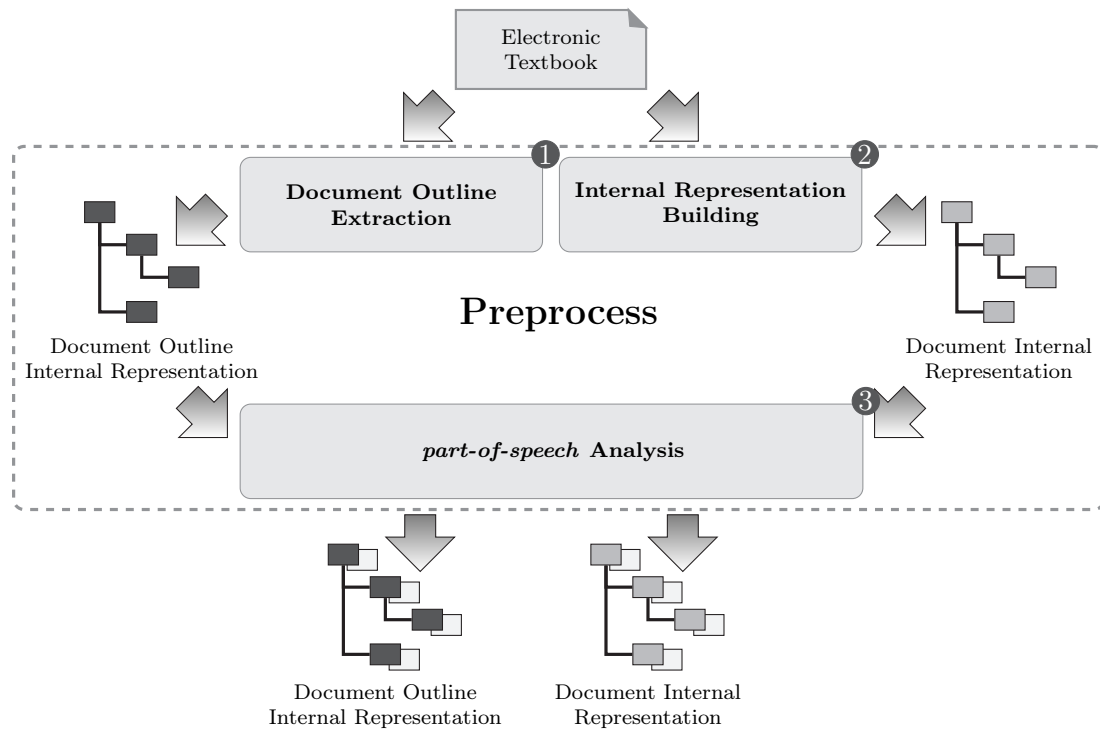 Electronic
Textbook
1
2
Document Outline
Extraction
Internal Representation
Building
Preprocess
Document Outline
Internal Representation
Document Internal
Representation
3
part-of-speech Analysis
Document Outline
Internal Representation
Document Internal
Representation